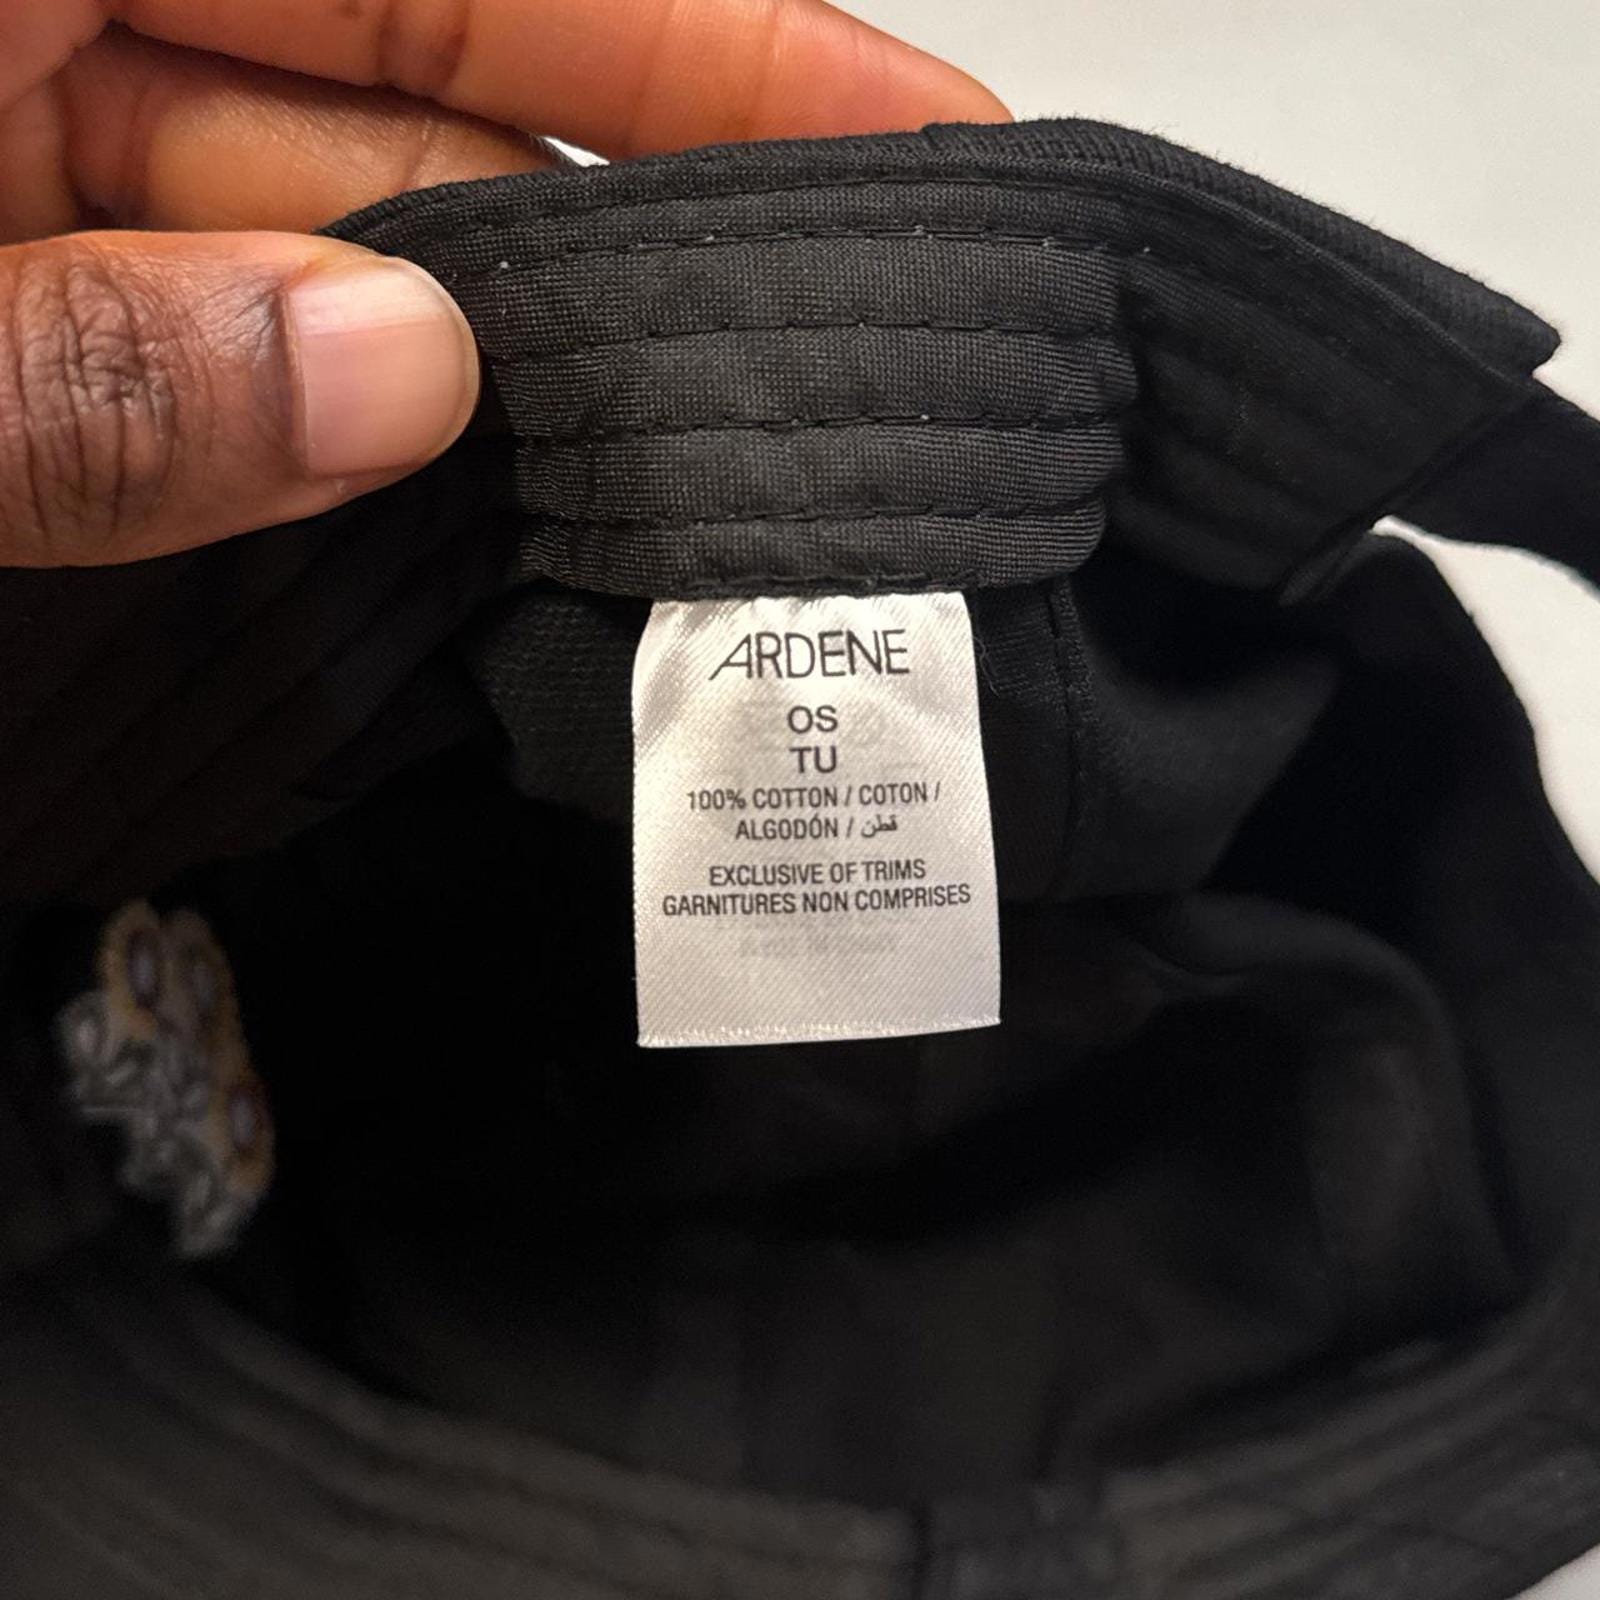 ARDENE
OS
TU
100% COTTON / COTON /
ALGODÓN / قطن
EXCLUSIVE OF TRIMS
GARNITURES NON COMPRISES